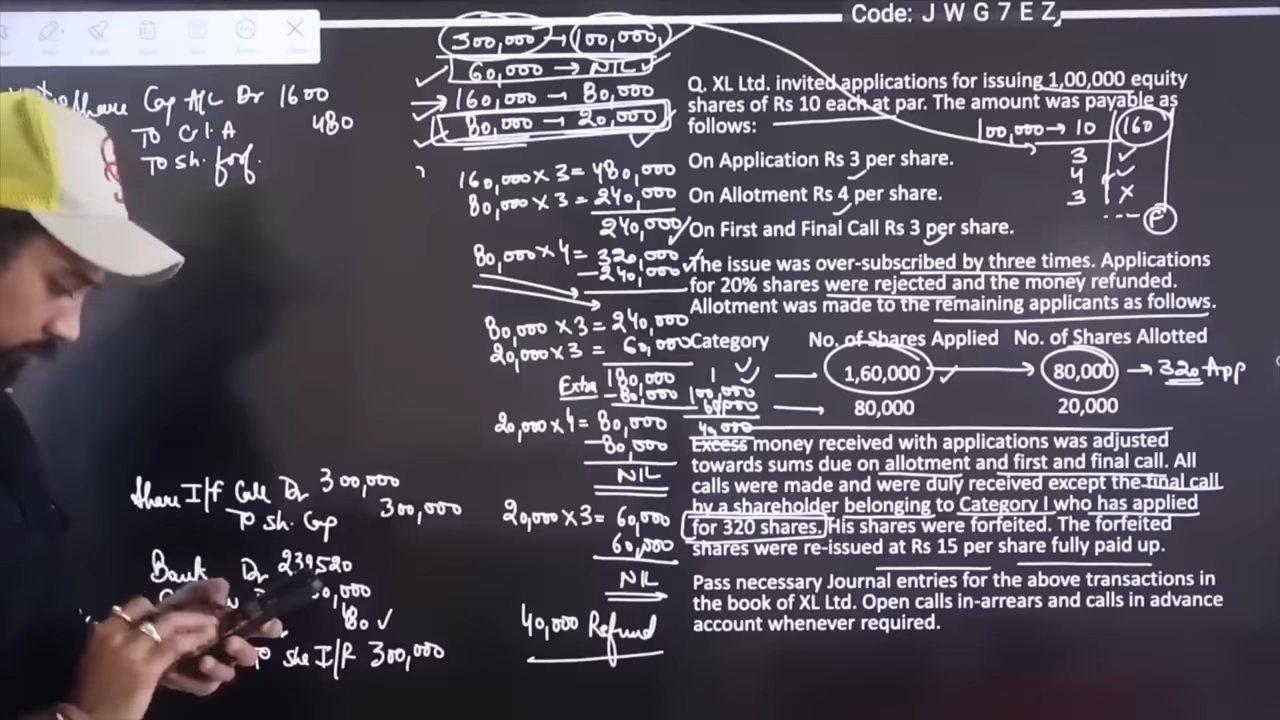 Code: J W G 7 E Z
300,000 → 100,000
60,000 → NIL
160,000 → 80,000
80,000 → 20,000
160,000 x 3 = 480,000
80,000 x 3 = 240,000
240,000
80,000 x 4 = 320,000
- 240,000
80,000 x 3 = 240,000
20,000 x 3 = 60,000
Extra 180,000
- 80,000 100,000
60,000
40,000
20,000 x 4 = 80,000
- 80,000
NIL
20,000 x 3 = 60,000
60,000
NIL
40,000 Refund
Share Cap A/C Dr 1600
To C I A 480
To Sh. forf.
Share I/F Call Dr 300,000
To Sh. Cap 300,000
Bank Dr 239520
To She I/F 300,000
Q. XL Ltd. invited applications for issuing 1,00,000 equity
shares of Rs 10 each at par. The amount was payable as
follows:
100,000 → 10 160
3
4
3 x
F
On Application Rs 3 per share.
On Allotment Rs 4 per share.
On First and Final Call Rs 3 per share.
The issue was over-subscribed by three times. Applications
for 20% shares were rejected and the money refunded.
Allotment was made to the remaining applicants as follows.
Category No. of Shares Applied No. of Shares Allotted
1 1,60,000 80,000 → 320 App
80,000 20,000
Excess money received with applications was adjusted
towards sums due on allotment and first and final call. All
calls were made and were duly received except the final call
by a shareholder belonging to Category I who has applied
for 320 shares. His shares were forfeited. The forfeited
shares were re-issued at Rs 15 per share fully paid up.
Pass necessary Journal entries for the above transactions in
the book of XL Ltd. Open calls in-arrears and calls in advance
account whenever required.